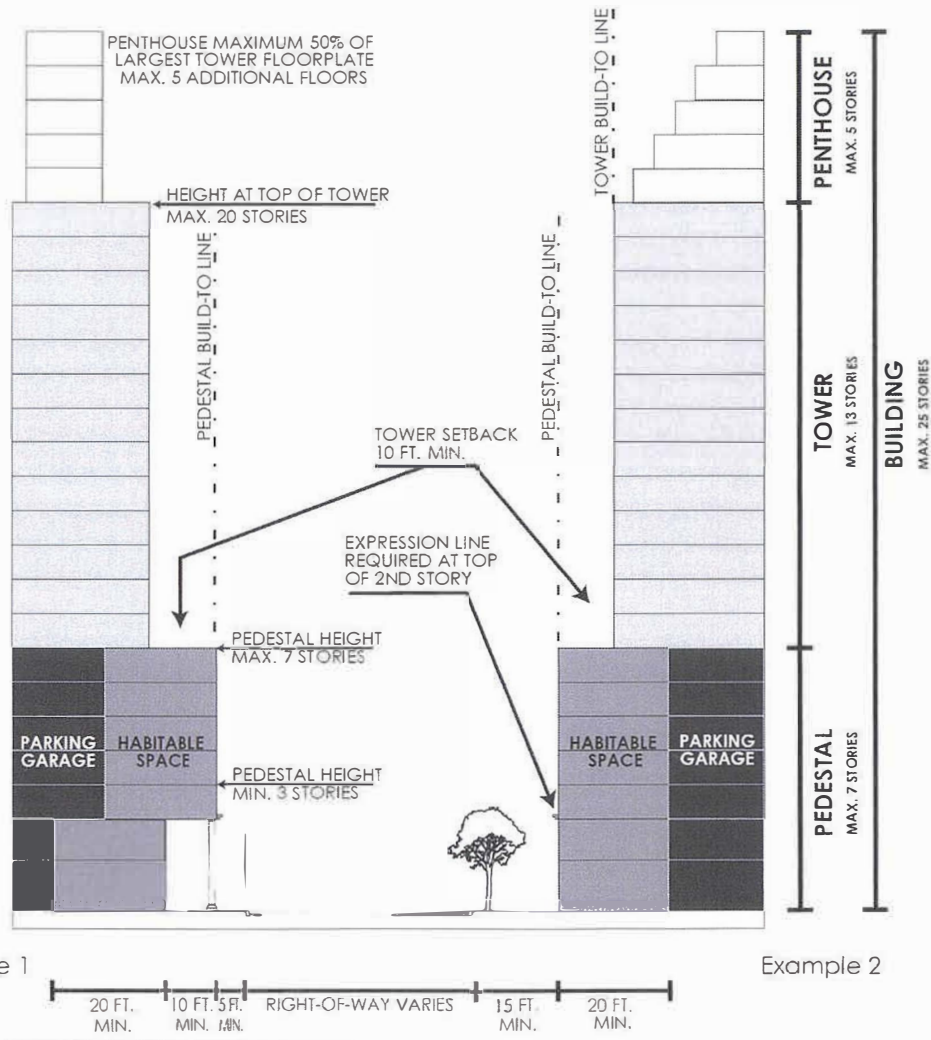 PENTHOUSE MAXIMUM 50% OF
LARGEST TOWER FLOORPLATE
MAX. 5 ADDITIONAL FLOORS
TOWER BUILD-TO LINE
PENTHOUSE
MAX. 5 STORIES
HEIGHT AT TOP OF TOWER
MAX. 20 STORIES
PEDESTAL BUILD-TO LINE
PEDESTAL BUILD-TO LINE
TOWER
MAX. 13 STORIES
BUILDING
MAX. 25 STORIES
TOWER SETBACK
10 FT. MIN.
EXPRESSION LINE
REQUIRED AT TOP
OF 2ND STORY
PEDESTAL HEIGHT
MAX. 7 STORIES
PARKING
GARAGE
HABITABLE
SPACE
HABITABLE
SPACE
PARKING
GARAGE
PEDESTAL
MAX. 7 STORIES
PEDESTAL HEIGHT
MIN. 3 STORIES
e 1
Example 2
20 FT.
MIN.
10 FT.
MIN.
5 FT.
MIN.
RIGHT-OF-WAY VARIES
15 FT.
MIN.
20 FT.
MIN.